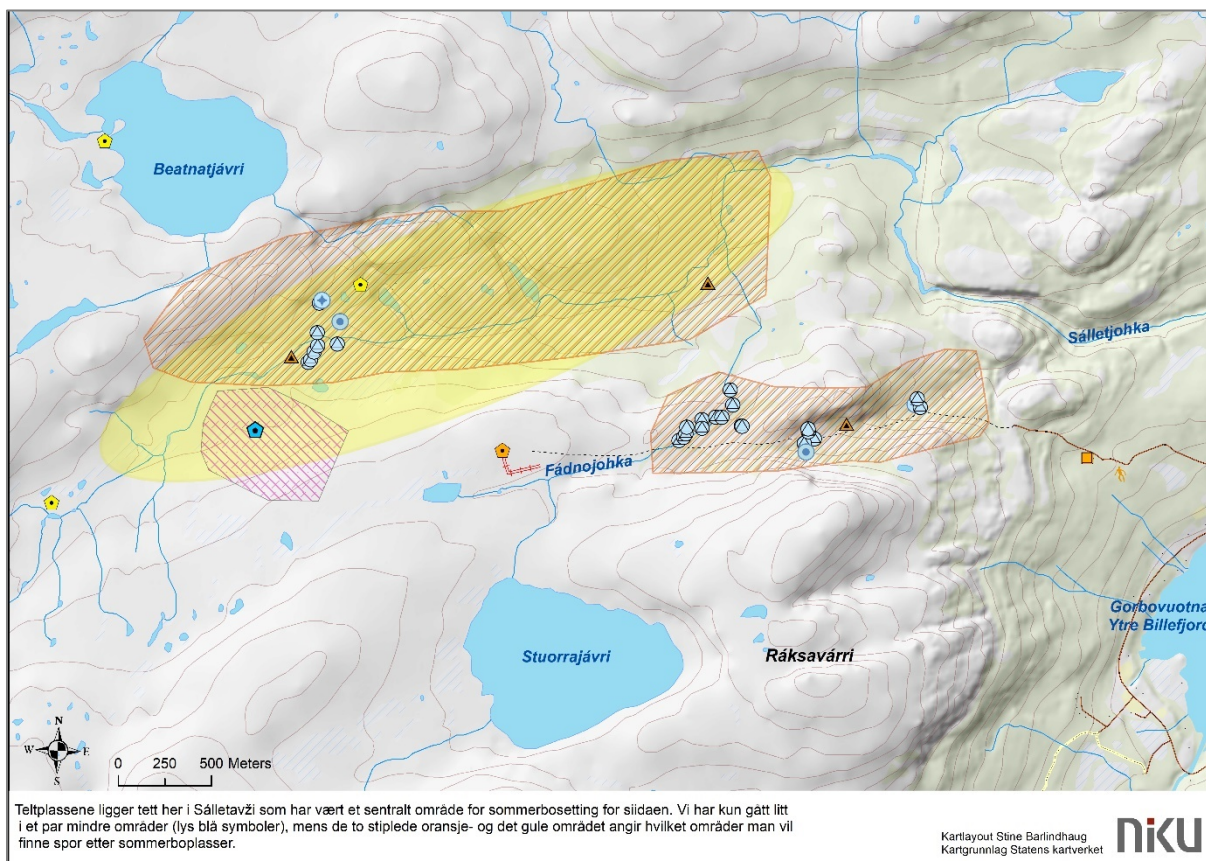 Beatnatjávri
Sálletjohka
Fádnojohka
Gorbovuotna
Ytre Billefjord
Stuorrajávri
Ráksavárri
N
W
E
S
0 250 500 Meters
Teltplassene ligger tett her i Sálletavži som har vært et sentralt område for sommerbosetting for siidaen. Vi har kun gått litt
i et par mindre områder (lys blå symboler), mens de to stiplede oransje- og det gule området angir hvilket områder man vil
finne spor etter sommerboplasser.
Kartlayout Stine Barlindhaug
Kartgrunnlag Statens kartverket
niku